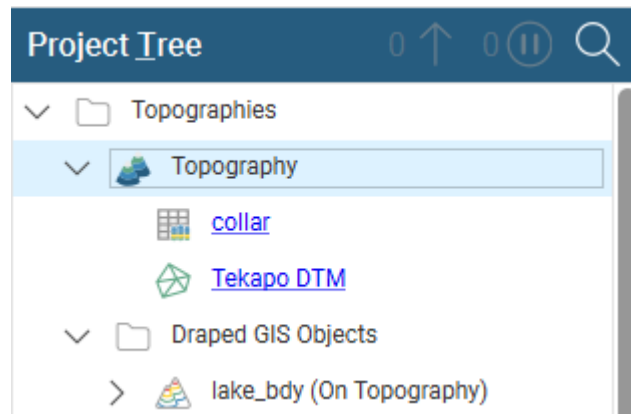 Project Tree 0 0
Topographies
Topography
collar
Tekapo DTM
Draped GIS Objects
lake_bdy (On Topography)